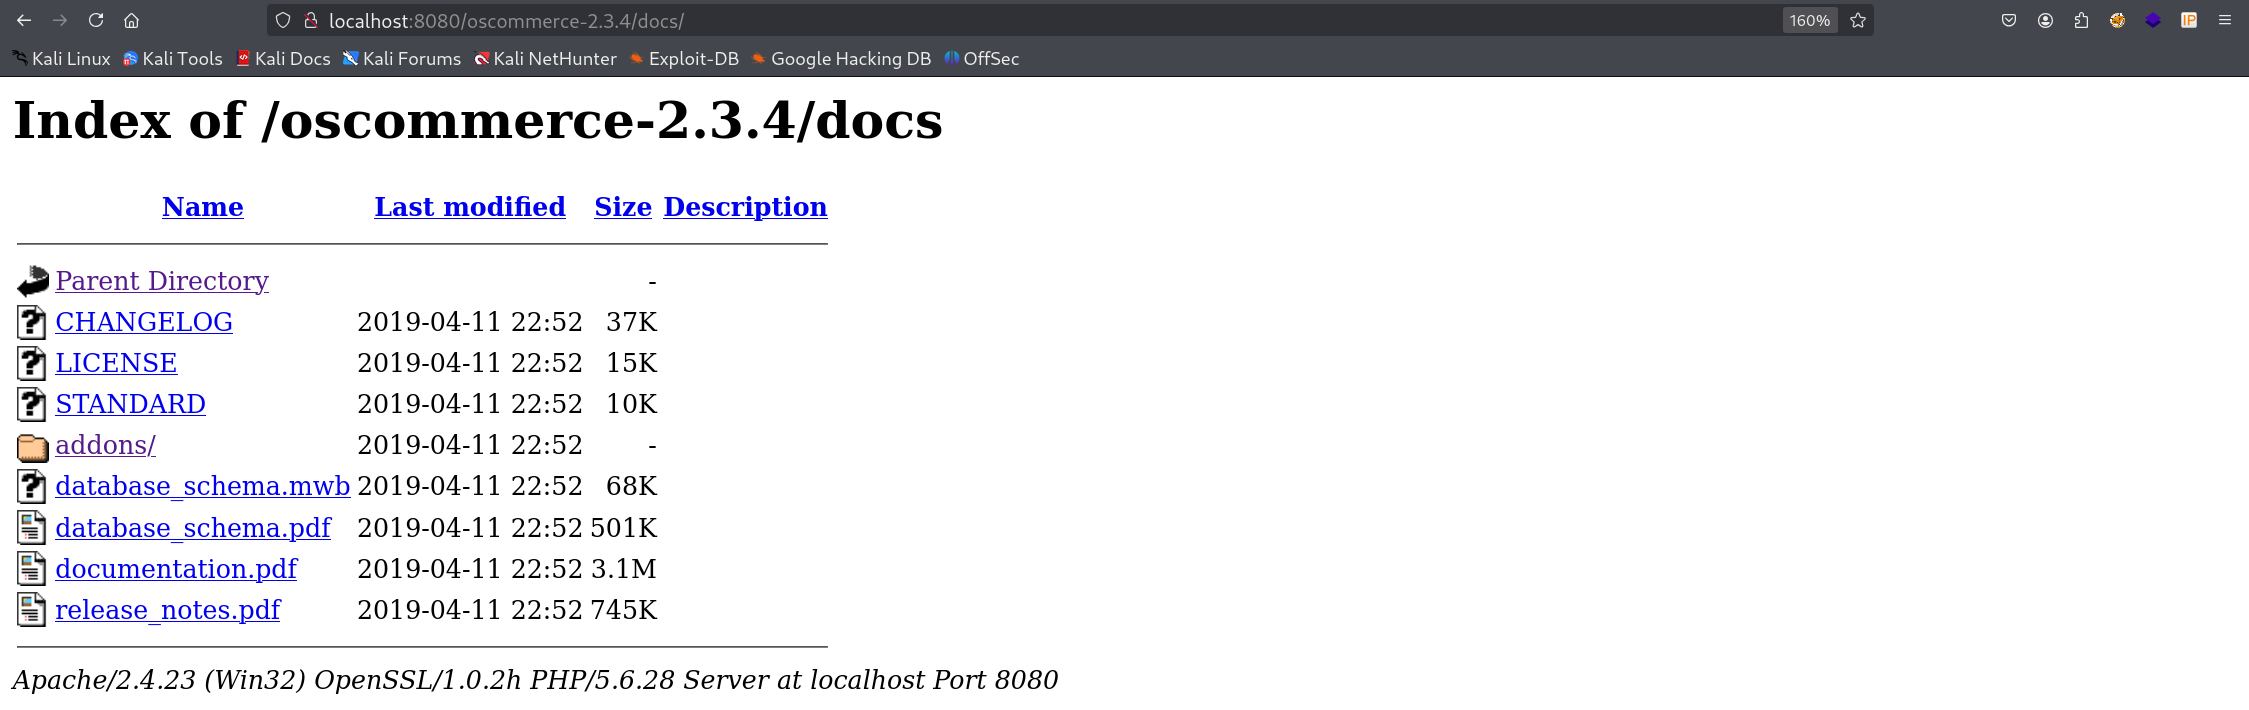 localhost:8080/oscommerce-2.3.4/docs/ 160% IP
Kali Linux Kali Tools Kali Docs Kali Forums Kali NetHunter Exploit-DB Google Hacking DB OffSec
Index of /oscommerce-2.3.4/docs
Name Last modified Size Description
Parent Directory -
CHANGELOG 2019-04-11 22:52 37K
LICENSE 2019-04-11 22:52 15K
STANDARD 2019-04-11 22:52 10K
addons/ 2019-04-11 22:52 -
database_schema.mwb 2019-04-11 22:52 68K
database_schema.pdf 2019-04-11 22:52 501K
documentation.pdf 2019-04-11 22:52 3.1M
release_notes.pdf 2019-04-11 22:52 745K
Apache/2.4.23 (Win32) OpenSSL/1.0.2h PHP/5.6.28 Server at localhost Port 8080